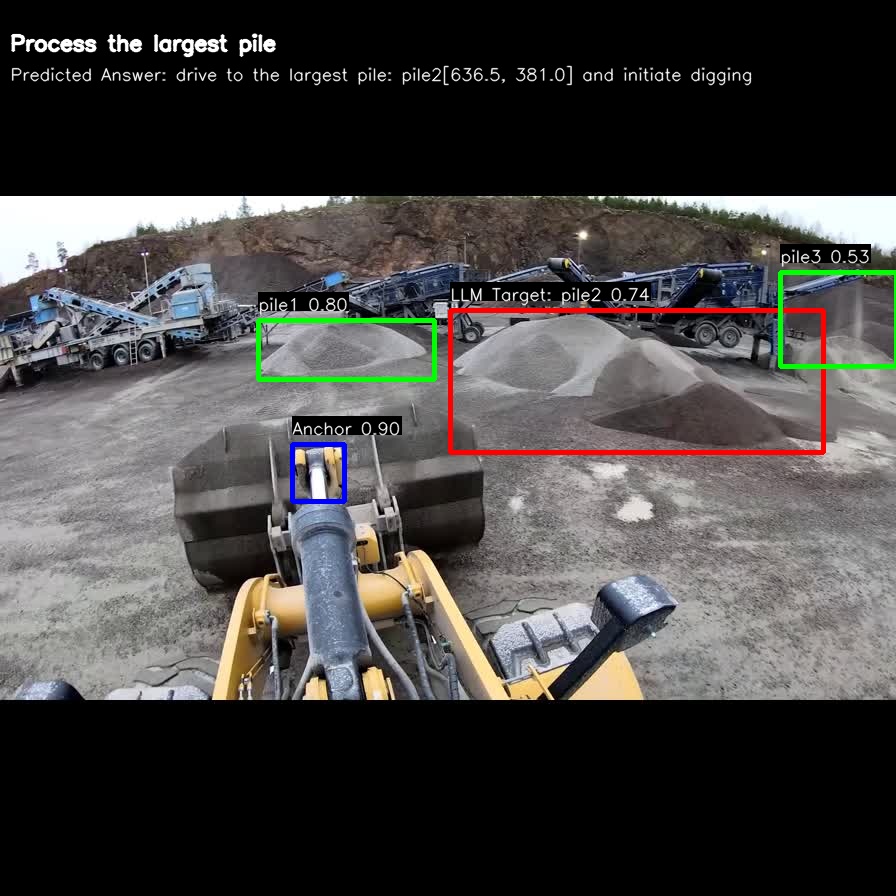 Process the largest pile
Predicted Answer: drive to the largest pile: pile2[636.5, 381.0] and initiate digging
pile3 0.53
LLM Target: pile2 0.74
pile1 0.80
Anchor 0.90